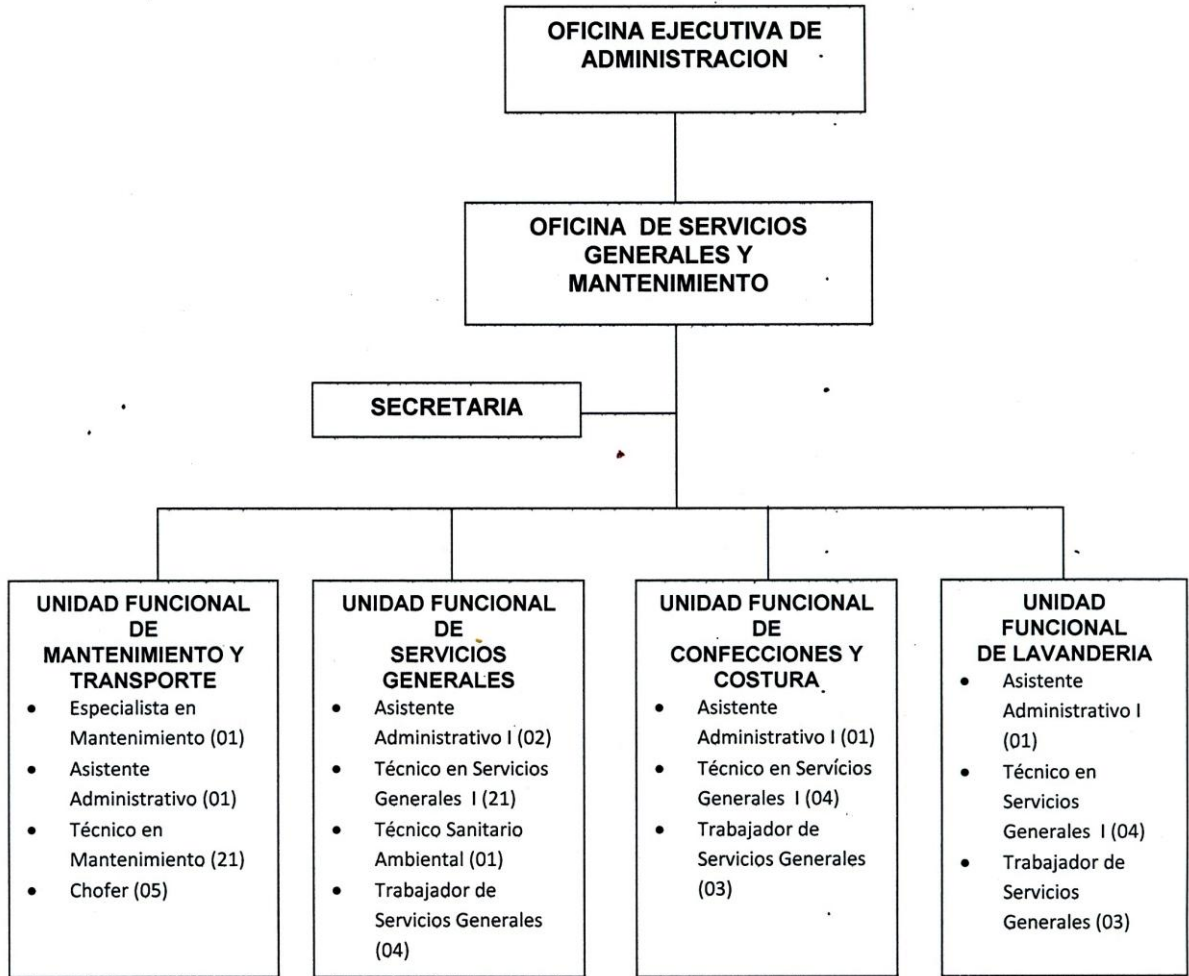 OFICINA EJECUTIVA DE
ADMINISTRACION
OFICINA DE SERVICIOS
GENERALES Y
MANTENIMIENTO
SECRETARIA
UNIDAD FUNCIONAL
DE
MANTENIMIENTO Y
TRANSPORTE
• Especialista en
Mantenimiento (01)
• Asistente
Administrativo (01)
• Técnico en
Mantenimiento (21)
• Chofer (05)
UNIDAD FUNCIONAL
DE
SERVICIOS
GENERALES
• Asistente
Administrativo I (02)
• Técnico en Servicios
Generales I (21)
• Técnico Sanitario
Ambiental (01)
• Trabajador de
Servicios Generales
(04)
UNIDAD FUNCIONAL
DE
CONFECCIONES Y
COSTURA
• Asistente
Administrativo I (01)
• Técnico en Servicios
Generales I (04)
• Trabajador de
Servicios Generales
(03)
UNIDAD
FUNCIONAL
DE LAVANDERIA
• Asistente
Administrativo I
(01)
• Técnico en
Servicios
Generales I (04)
• Trabajador de
Servicios
Generales (03)